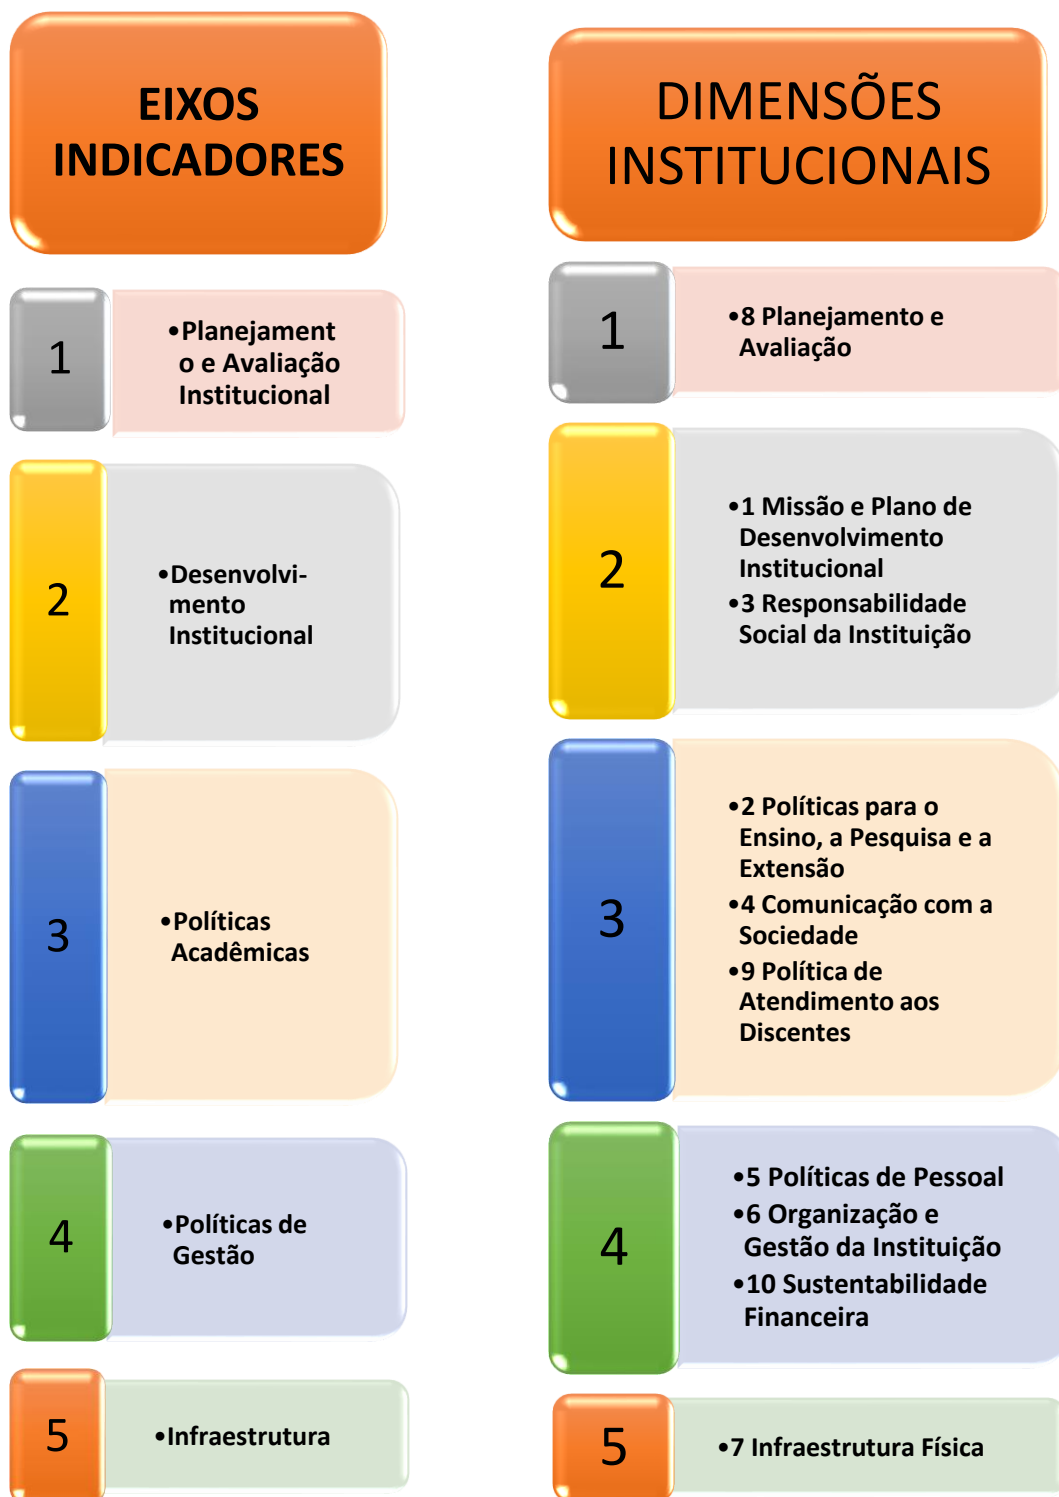 EIXOS
INDICADORES
1
•Planejament
o e Avaliação
Institucional
2
•Desenvolvi-
mento
Institucional
3
•Políticas
Acadêmicas
4
•Políticas de
Gestão
5
•Infraestrutura
DIMENSÕES
INSTITUCIONAIS
1
•8 Planejamento e
Avaliação
2
•1 Missão e Plano de
Desenvolvimento
Institucional
•3 Responsabilidade
Social da Instituição
3
•2 Políticas para o
Ensino, a Pesquisa e a
Extensão
•4 Comunicação com a
Sociedade
•9 Política de
Atendimento aos
Discentes
4
•5 Políticas de Pessoal
•6 Organização e
Gestão da Instituição
•10 Sustentabilidade
Financeira
5
•7 Infraestrutura Física